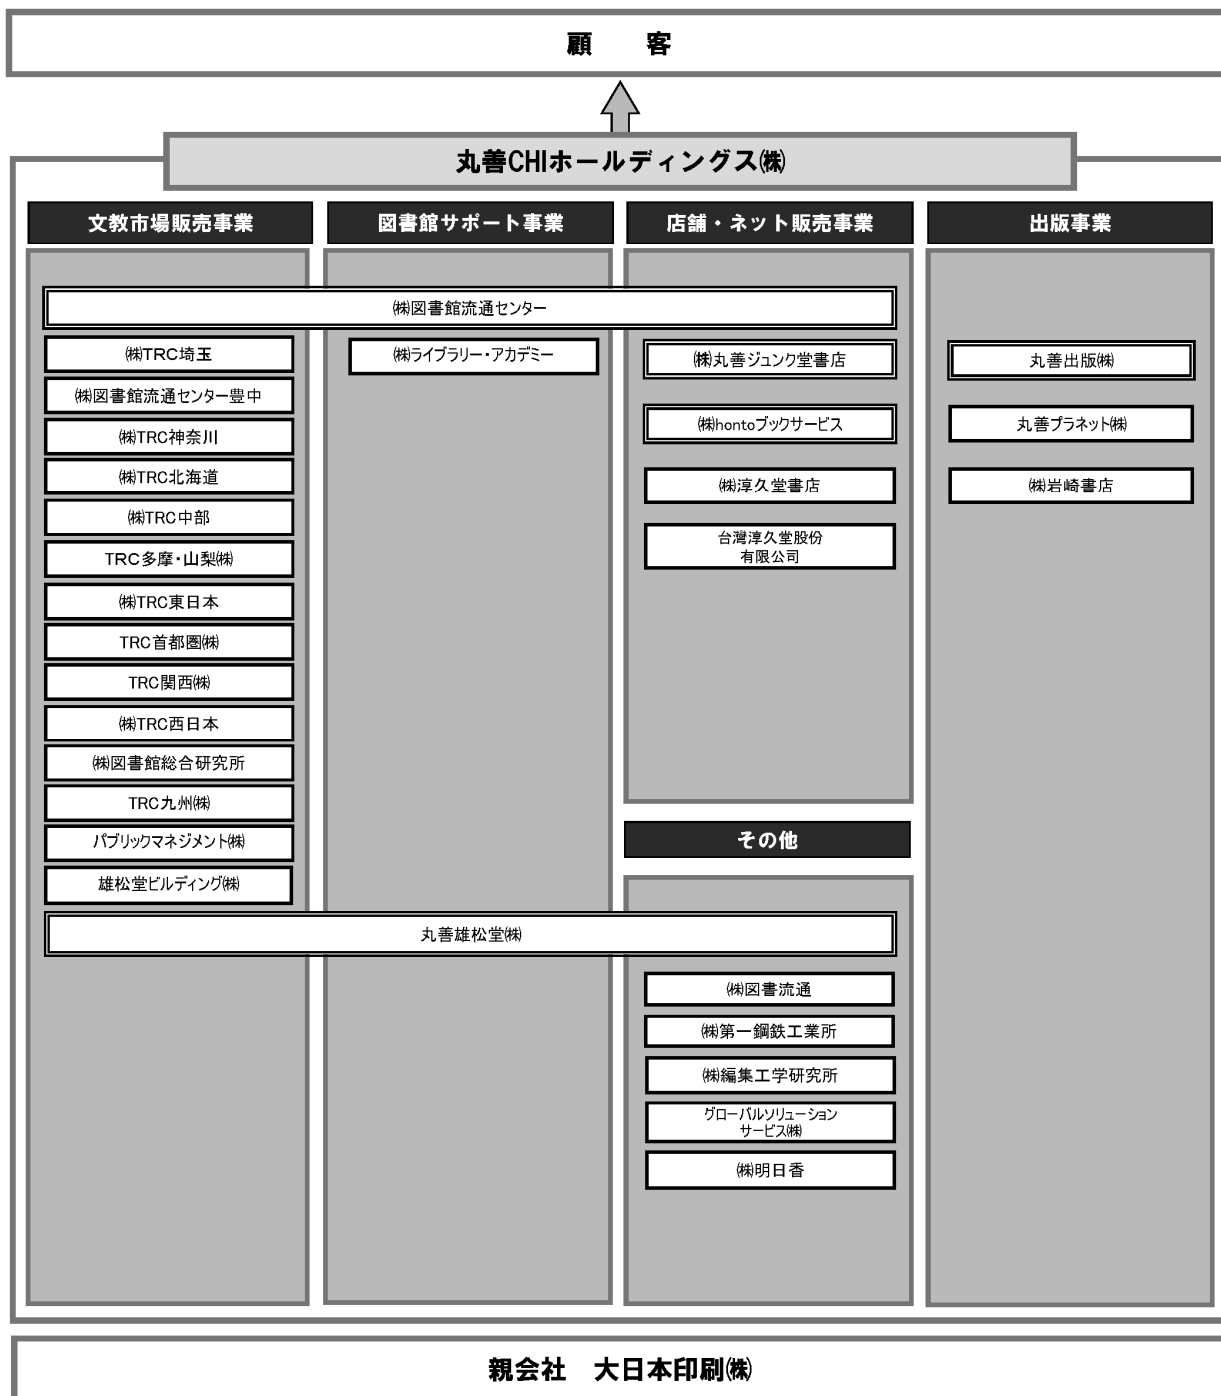 顧　客
丸善CHIホールディングス㈱
文教市場販売事業
図書館サポート事業
店舗・ネット販売事業
出版事業
㈱図書館流通センター
㈱TRC埼玉
㈱図書館流通センター豊中
㈱TRC神奈川
㈱TRC北海道
㈱TRC中部
TRC多摩・山梨㈱
㈱TRC東日本
TRC首都圏㈱
TRC関西㈱
㈱TRC西日本
㈱図書館総合研究所
TRC九州㈱
パブリックマネジメント㈱
雄松堂ビルディング㈱
㈱ライブラリー・アカデミー
㈱丸善ジュンク堂書店
㈱hontoブックサービス
㈱淳久堂書店
台灣淳久堂股份
有限公司
丸善出版㈱
丸善プラネット㈱
㈱岩崎書店
その他
丸善雄松堂㈱
㈱図書流通
㈱第一鋼鉄工業所
㈱編集工学研究所
グローバルソリューション
サービス㈱
㈱明日香
親会社　大日本印刷㈱